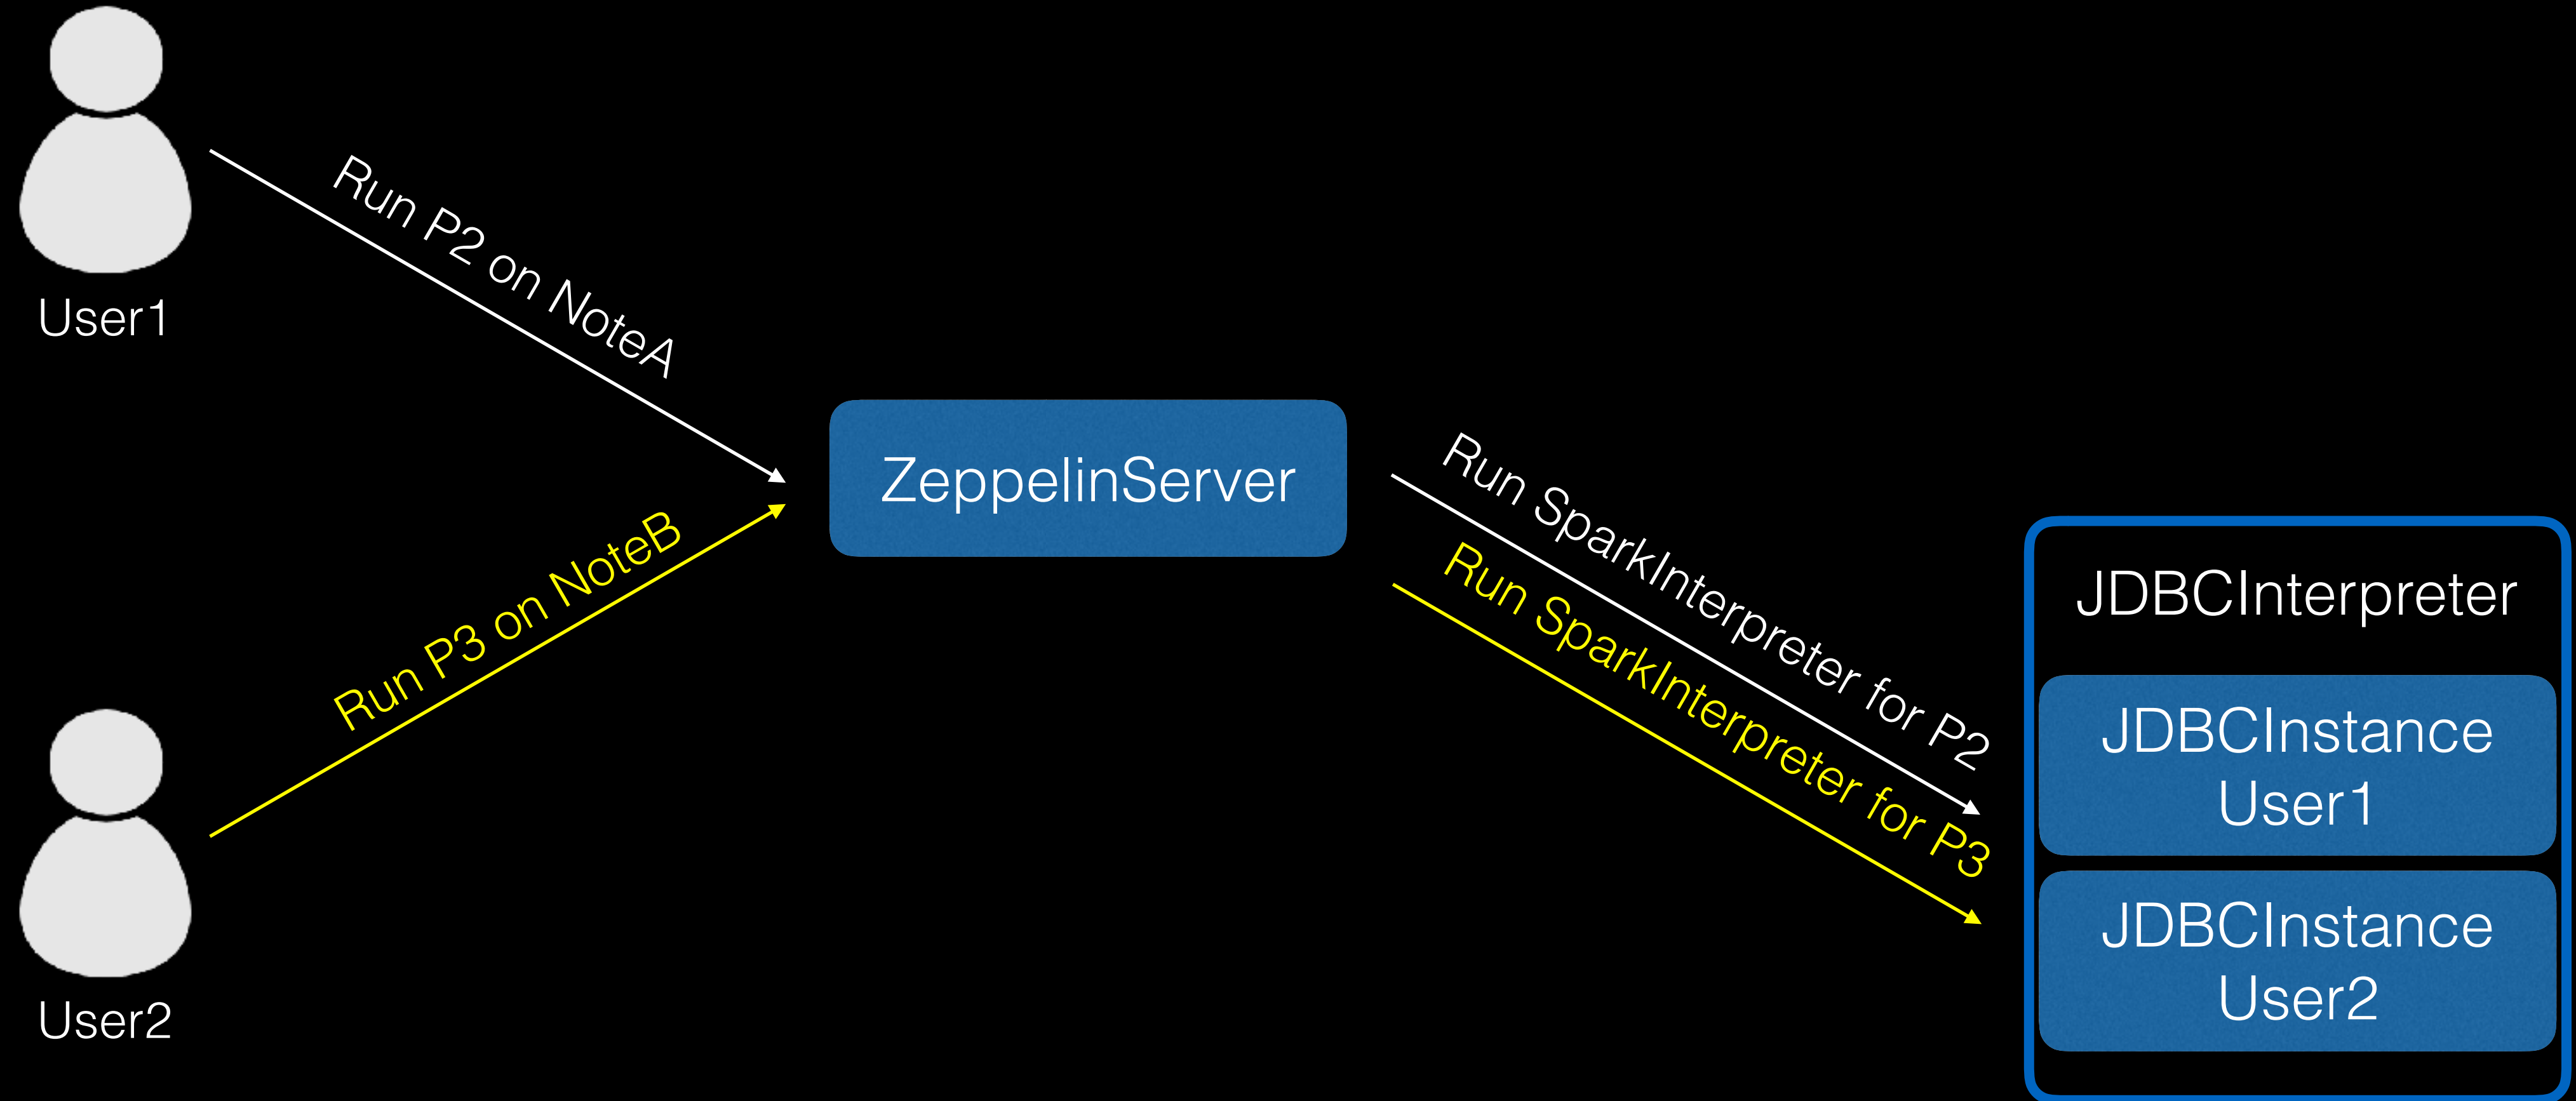 User1
Run P2 on NoteA
ZeppelinServer
Run P3 on NoteB
User2
Run SparkInterpreter for P2
Run SparkInterpreter for P3
JDBCInterpreter
JDBCInstance
User1
JDBCInstance
User2